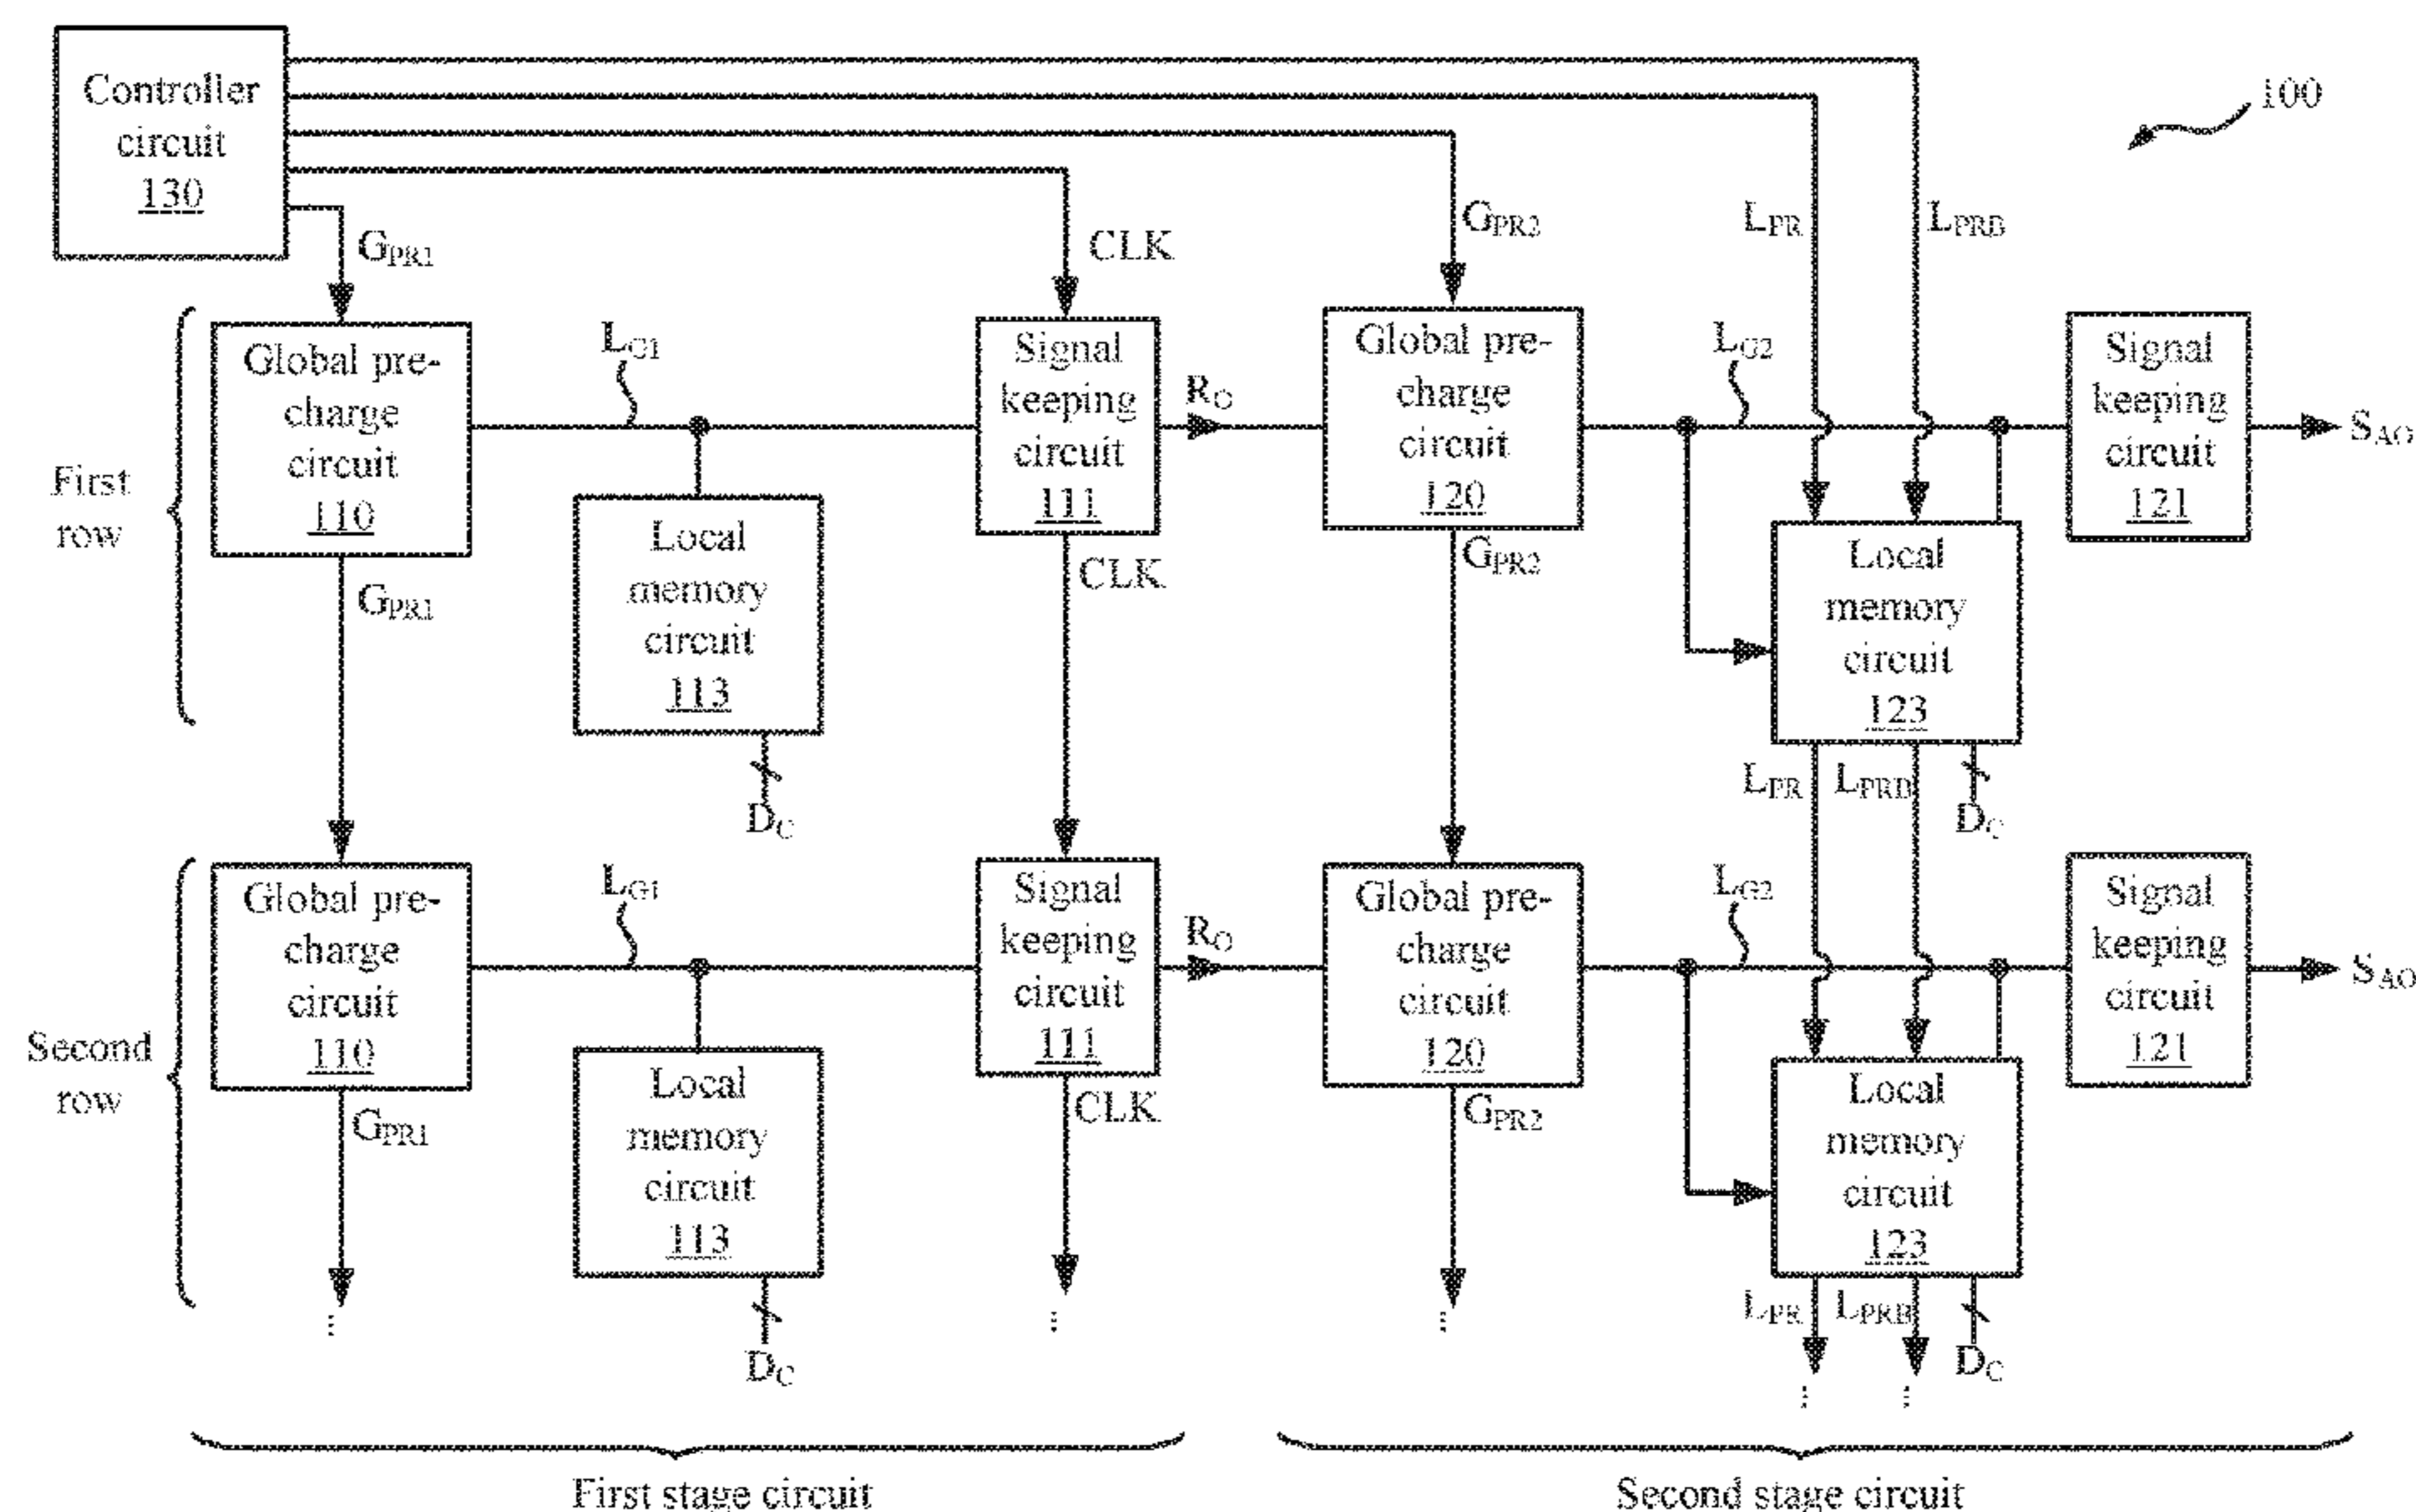 Controller
circuit
130
100
GPR1
CLK
GPR2
LPR
LPRB
First
row
Global pre-
charge
circuit
110
LG1
Signal
keeping
circuit
111
RO
Global pre-
charge
circuit
120
LG2
Signal
keeping
circuit
121
SAO
Local
memory
circuit
113
Local
memory
circuit
123
GPR1
CLK
GPR2
DC
LPR
LPRB
DC
Second
row
Global pre-
charge
circuit
110
LG1
Signal
keeping
circuit
111
RO
Global pre-
charge
circuit
120
LG2
Signal
keeping
circuit
121
SAO
Local
memory
circuit
113
Local
memory
circuit
123
GPR1
CLK
GPR2
DC
LPR
LPRB
DC
...
...
...
...
...
First stage circuit
Second stage circuit